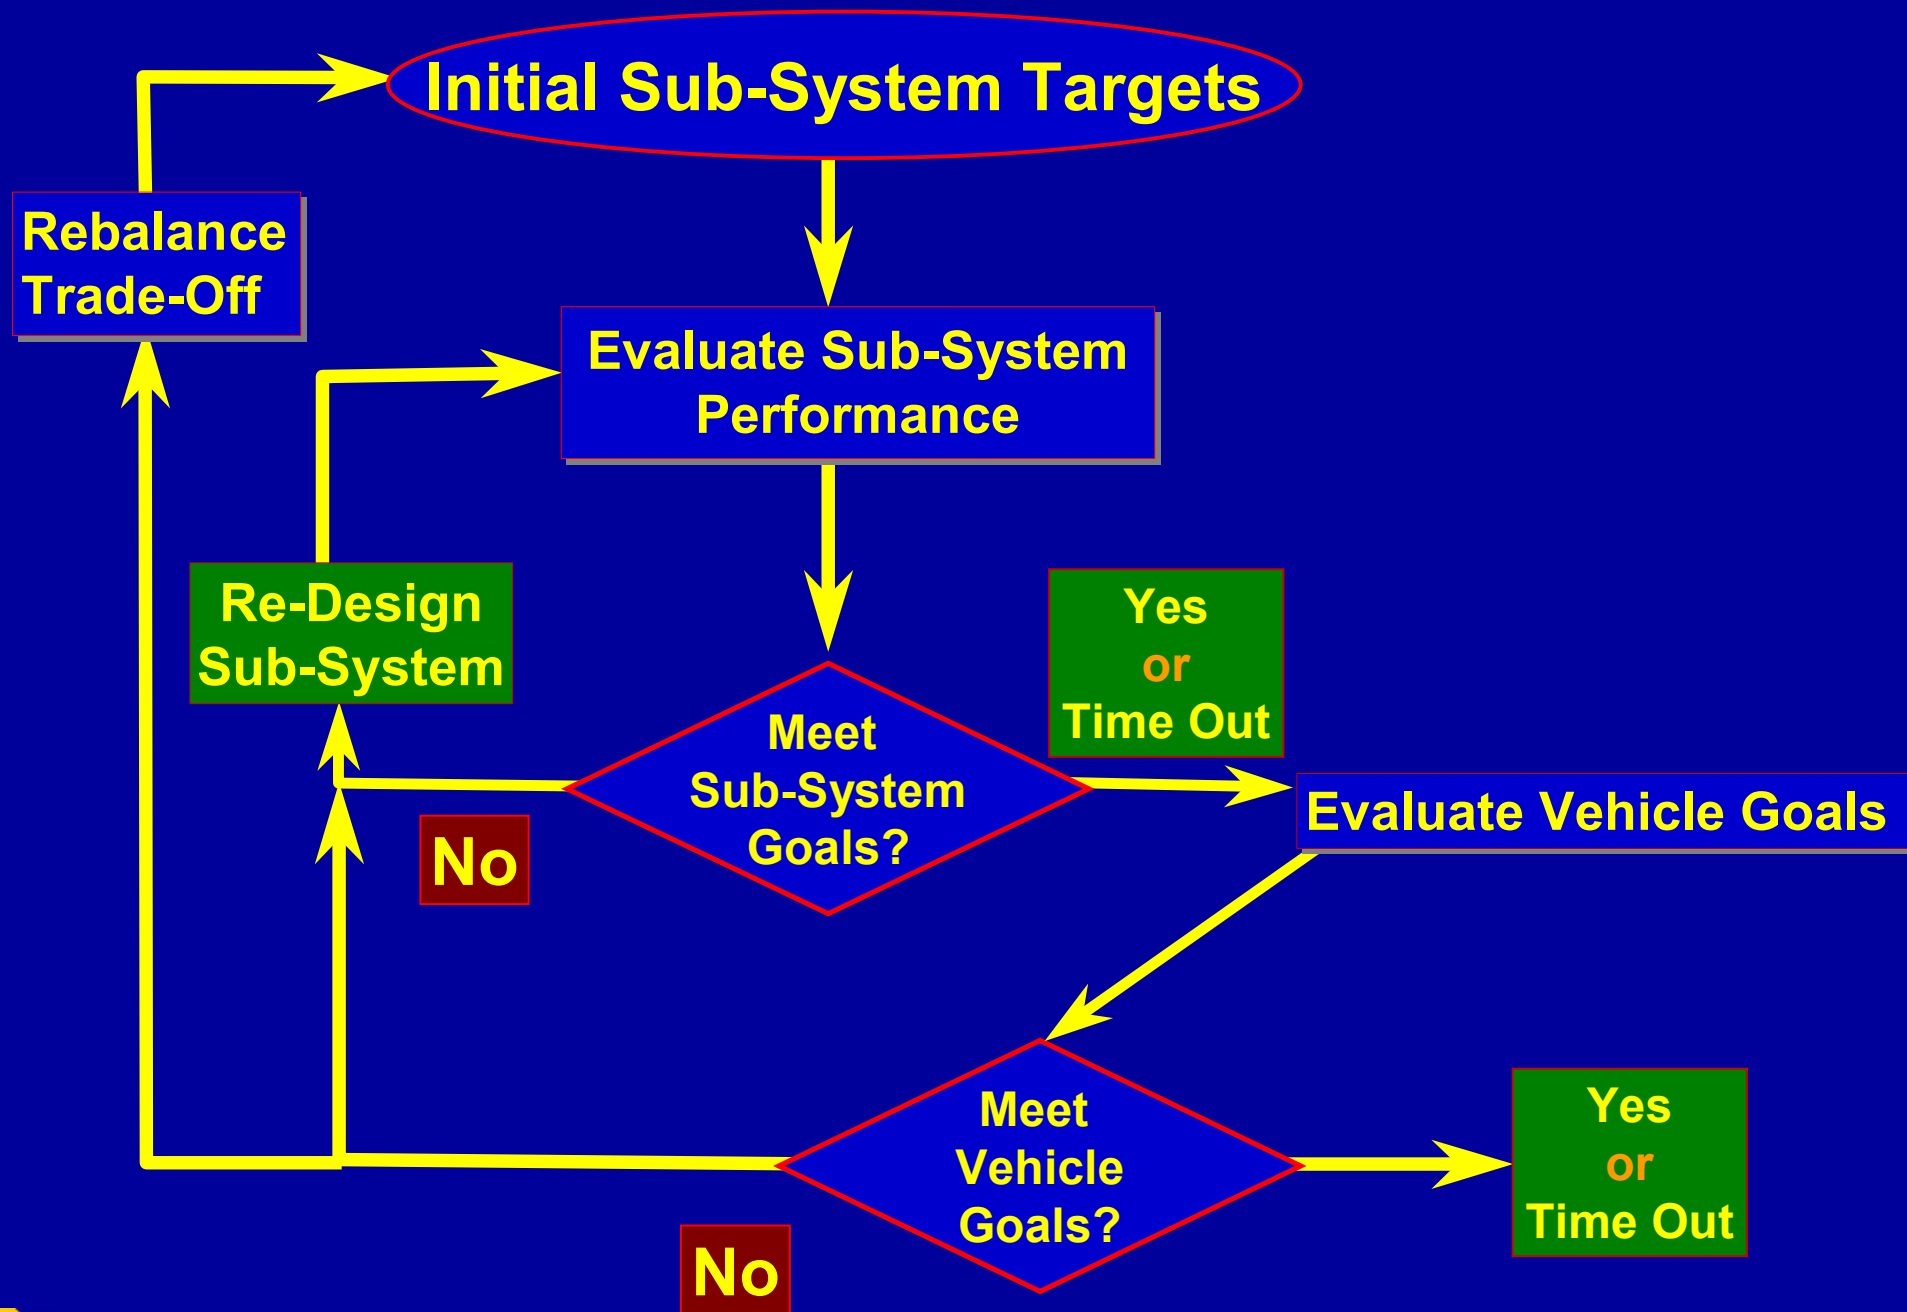 Initial Sub-System Targets
Rebalance
Trade-Off
Evaluate Sub-System
Performance
Re-Design
Sub-System
Yes
or
Time Out
Meet
Sub-System
Goals?
Evaluate Vehicle Goals
No
Meet
Vehicle
Goals?
Yes
or
Time Out
No